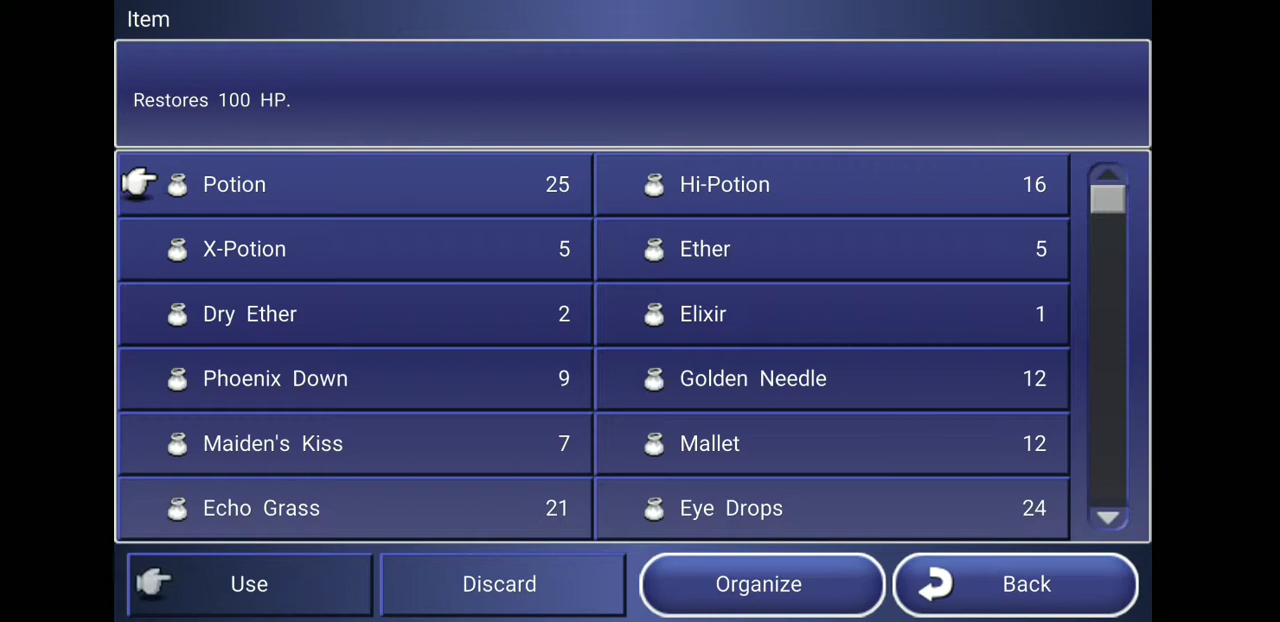 Item
Restores 100 HP.
Potion 25 Hi-Potion 16
X-Potion 5 Ether 5
Dry Ether 2 Elixir 1
Phoenix Down 9 Golden Needle 12
Maiden's Kiss 7 Mallet 12
Echo Grass 21 Eye Drops 24
Use Discard Organize Back